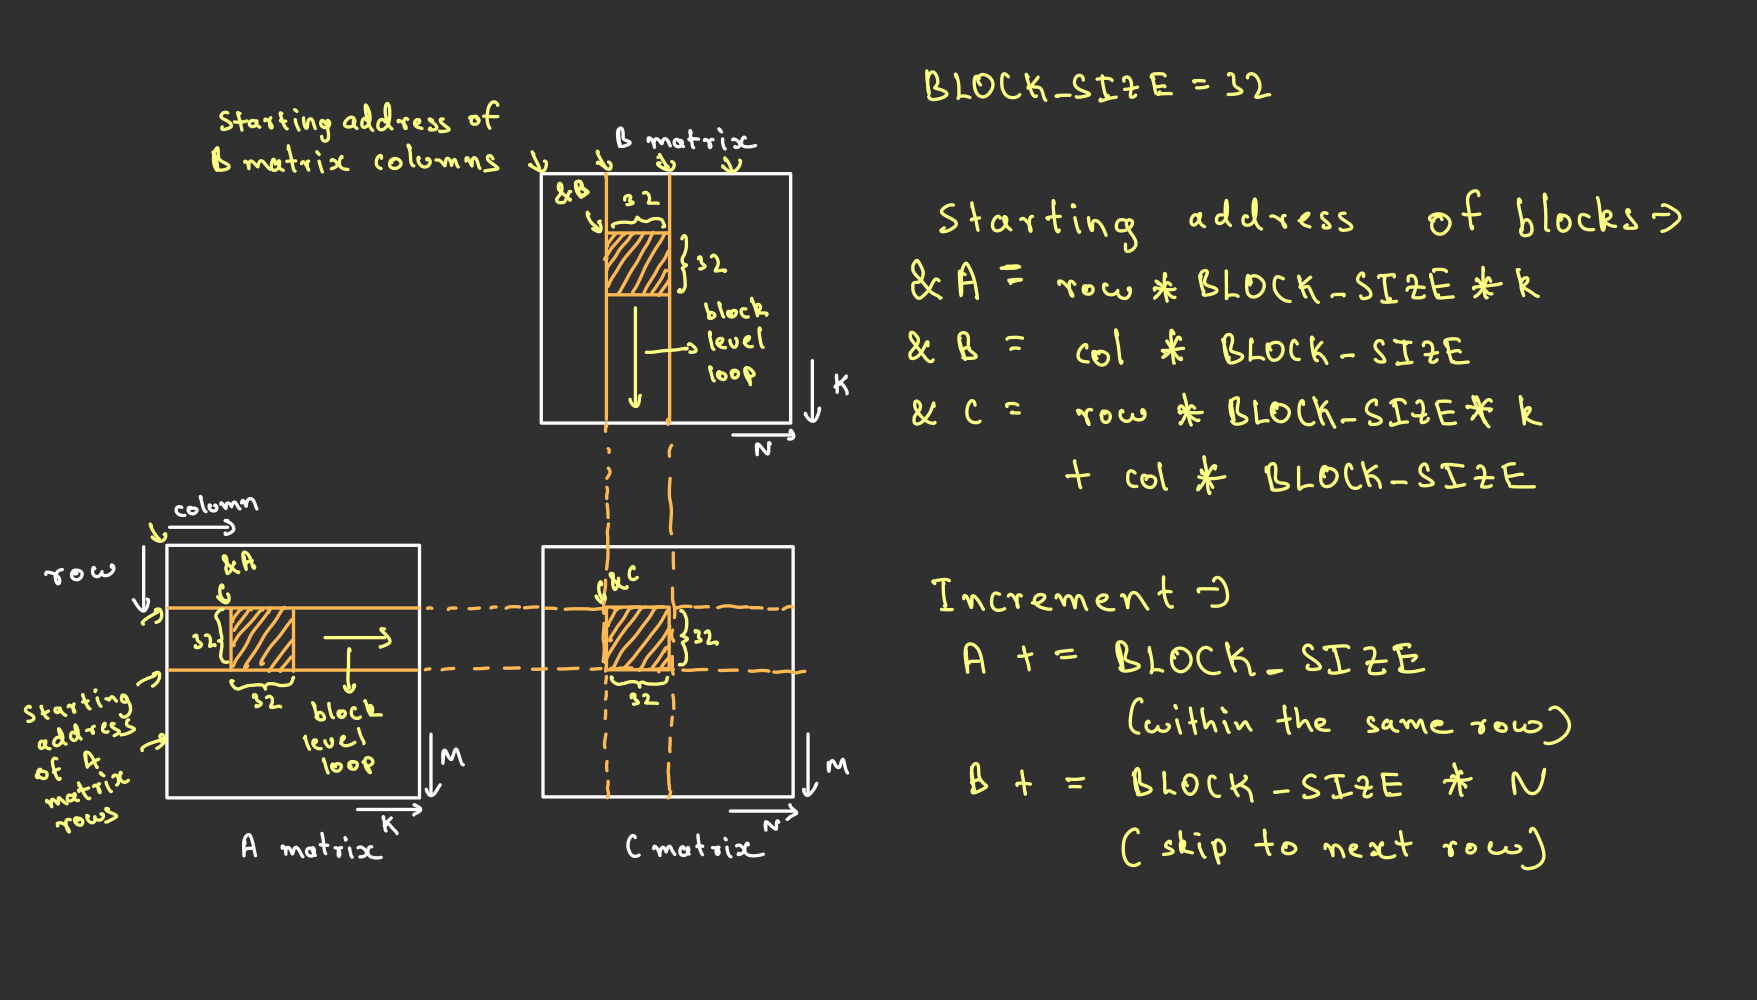 Starting address of
B matrix columns
B matrix
&B
32
32
block
level
loop
K
N
column
row
&A
32
32
block
level
loop
Starting
address
of A
matrix
rows
M
K
A matrix
&C
32
32
M
N
C matrix
BLOCK_SIZE = 32
Starting address of blocks →
& A = row * BLOCK_SIZE * k
& B = col * BLOCK_SIZE
& C = row * BLOCK_SIZE * k
+ col * BLOCK_SIZE
Increment →
A += BLOCK_SIZE
(within the same row)
B += BLOCK_SIZE * N
(skip to next row)